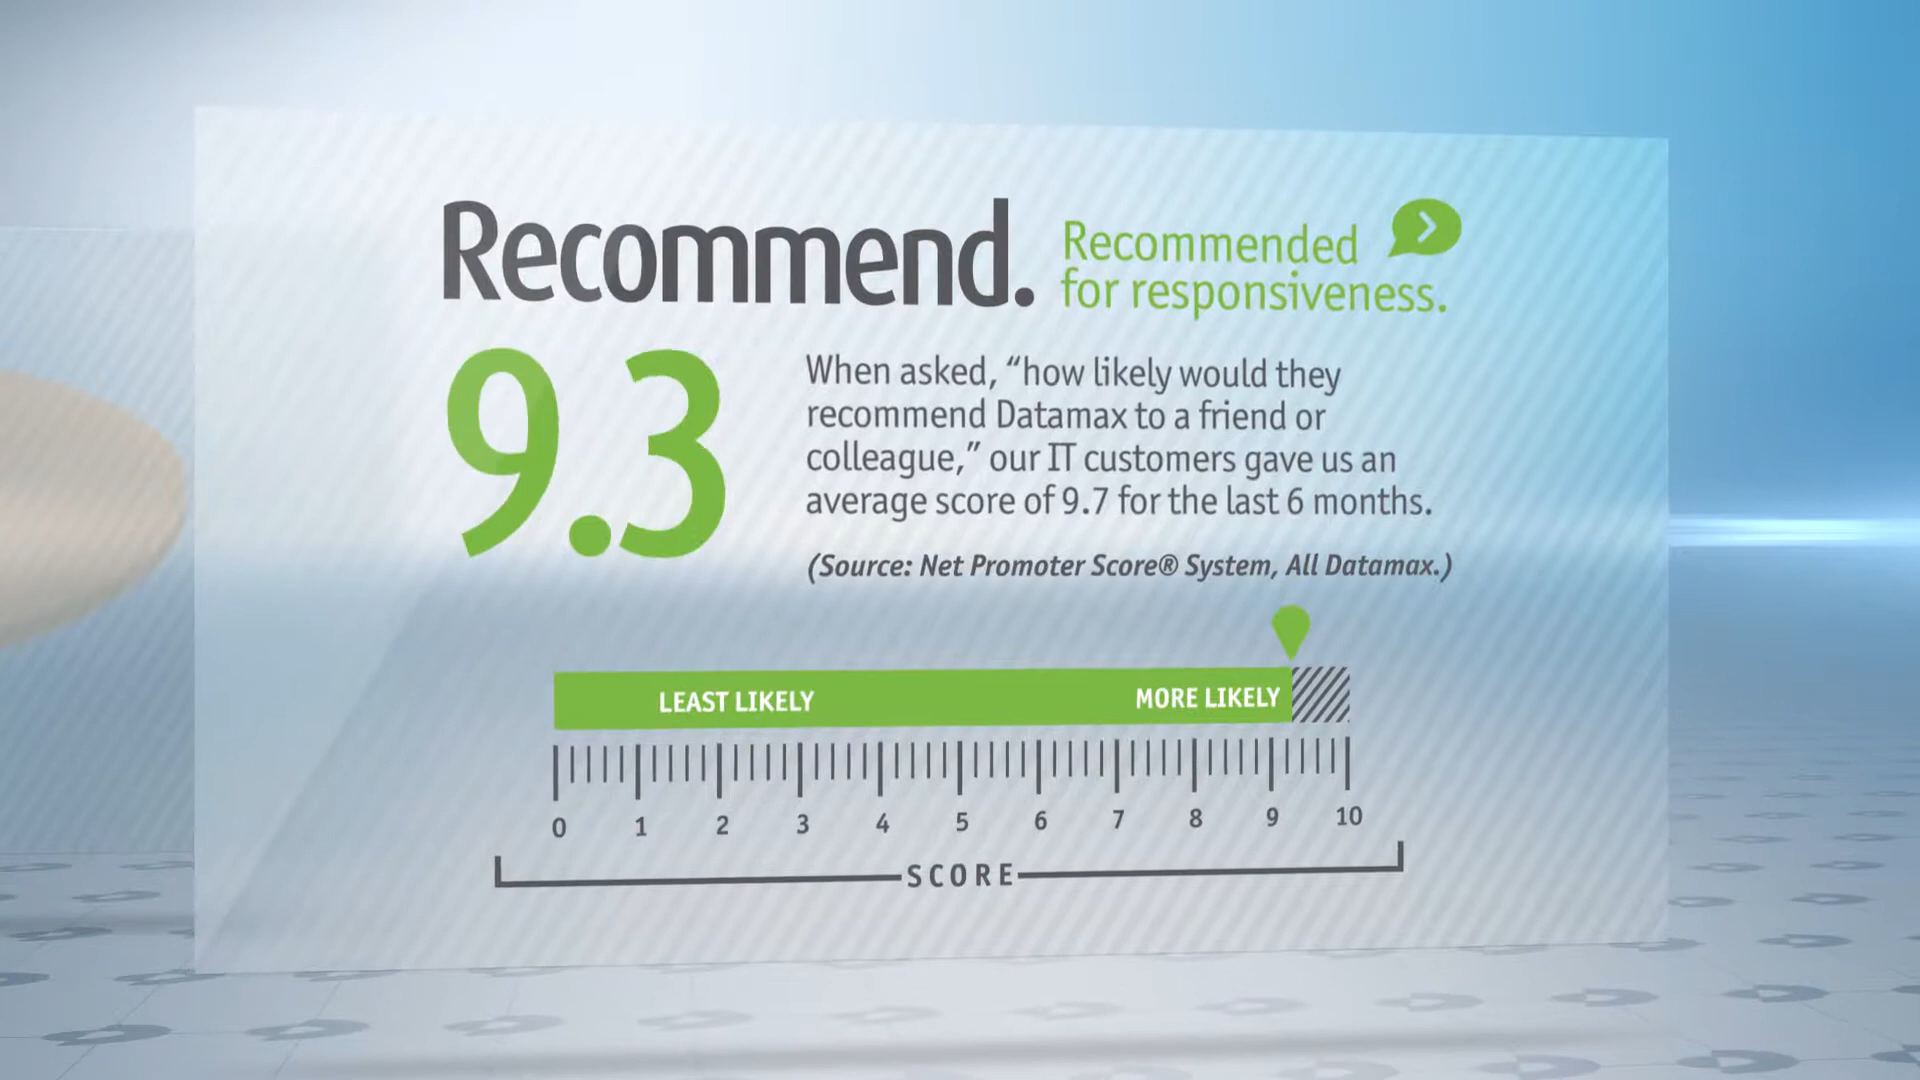 Recommend.
Recommended
for responsiveness.
9.3
When asked, “how likely would they
recommend Datamax to a friend or
colleague,” our IT customers gave us an
average score of 9.7 for the last 6 months.
(Source: Net Promoter Score® System, All Datamax.)
LEAST LIKELY MORE LIKELY
0 1 2 3 4 5 6 7 8 9 10
SCORE